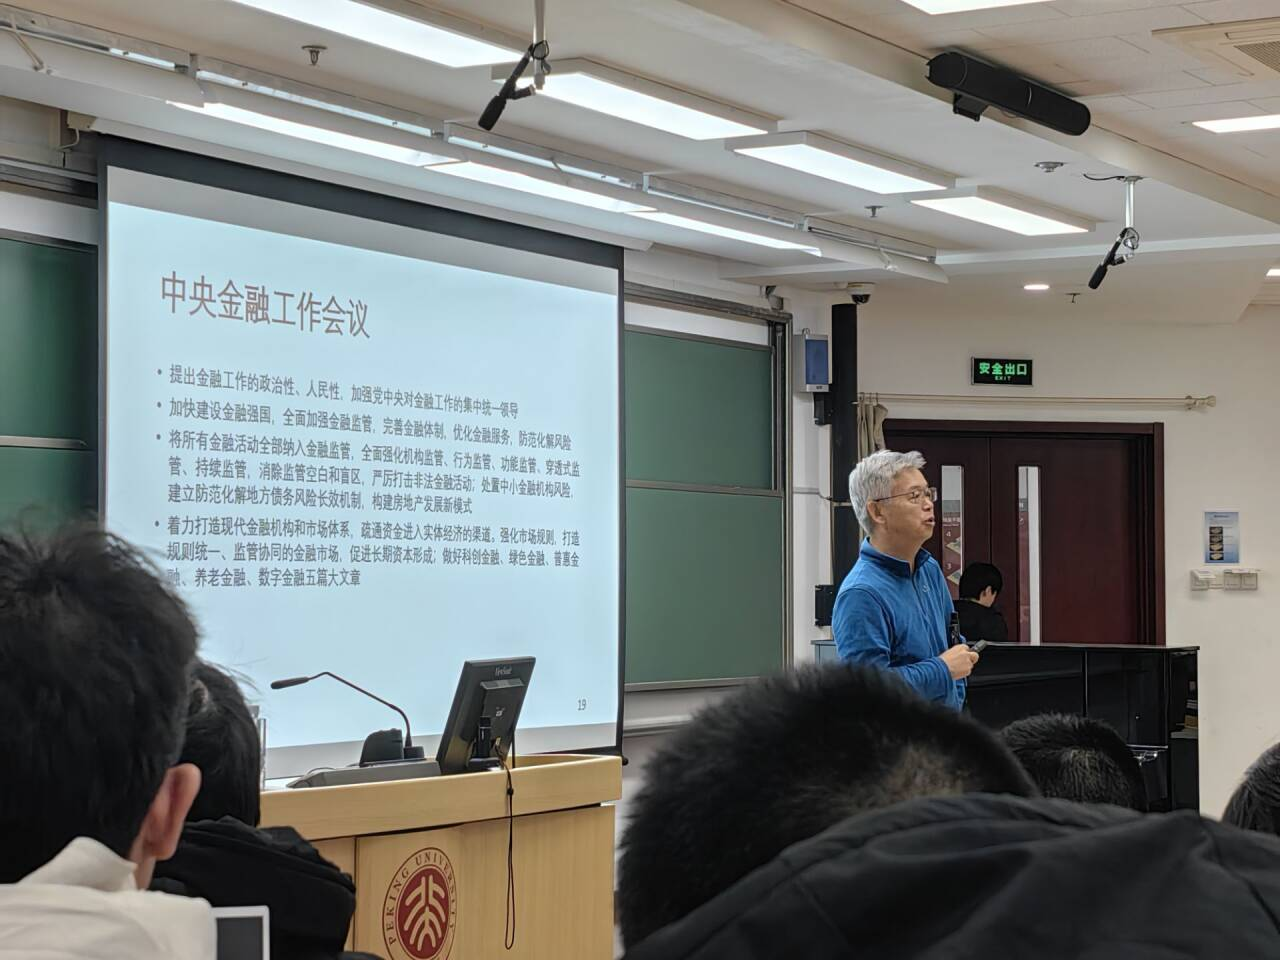 中央金融工作会议
• 提出金融工作的政治性、人民性，加强党中央对金融工作的集中统一领导
• 加快建设金融强国，全面加强金融监管，完善金融体制，优化金融服务，防范化解风险
• 将所有金融活动全部纳入金融监管，全面强化机构监管、行为监管、功能监管、穿透式监
管、持续监管，消除监管空白和盲区，严厉打击非法金融活动；处置中小金融机构风险，
建立防范化解地方债务风险长效机制，构建房地产发展新模式
• 着力打造现代金融机构和市场体系，疏通资金进入实体经济的渠道，强化市场规则，打造
规则统一、监管协同的金融市场，促进长期资本形成；做好科创金融、绿色金融、普惠金
融、养老金融、数字金融五篇大文章
19
安全出口
EXIT
ViewSonic
PEKING UNIVERSITY